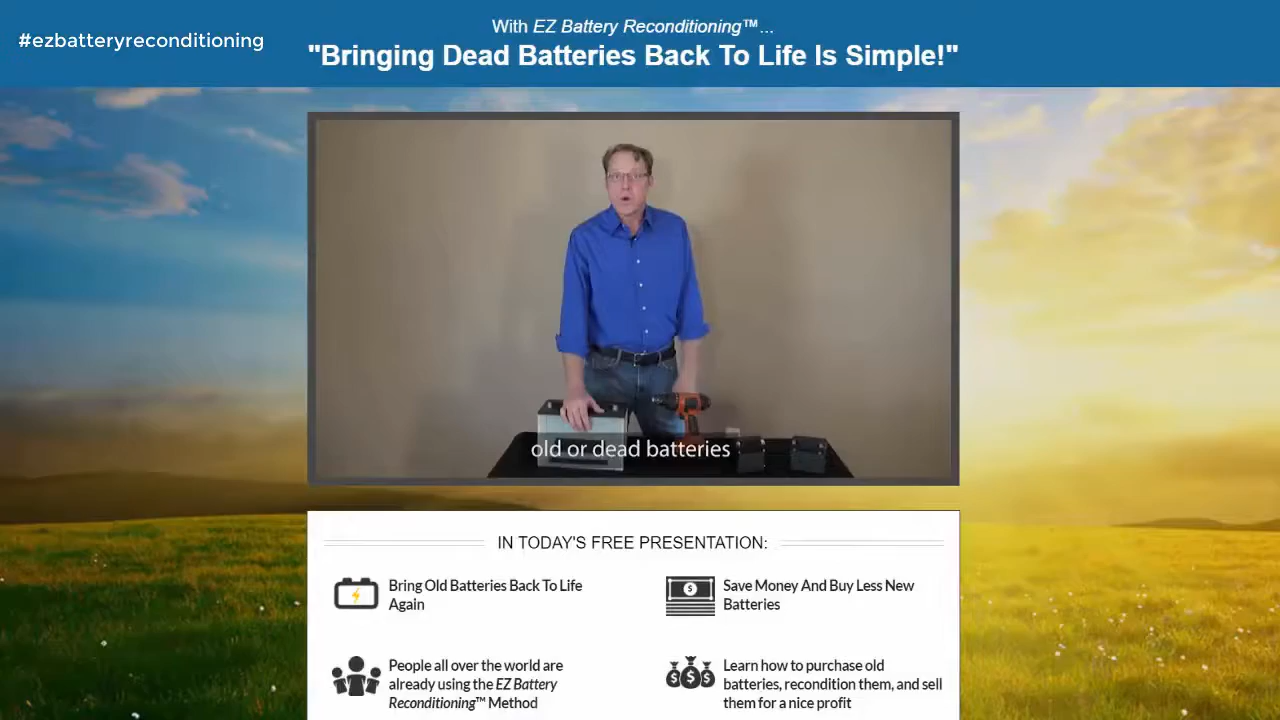 #ezbatteryreconditioning
With EZ Battery Reconditioning™...
"Bringing Dead Batteries Back To Life Is Simple!"
old or dead batteries
IN TODAY'S FREE PRESENTATION:
Bring Old Batteries Back To Life
Again
Save Money And Buy Less New
Batteries
People all over the world are
already using the EZ Battery
Reconditioning™ Method
Learn how to purchase old
batteries, recondition them, and sell
them for a nice profit